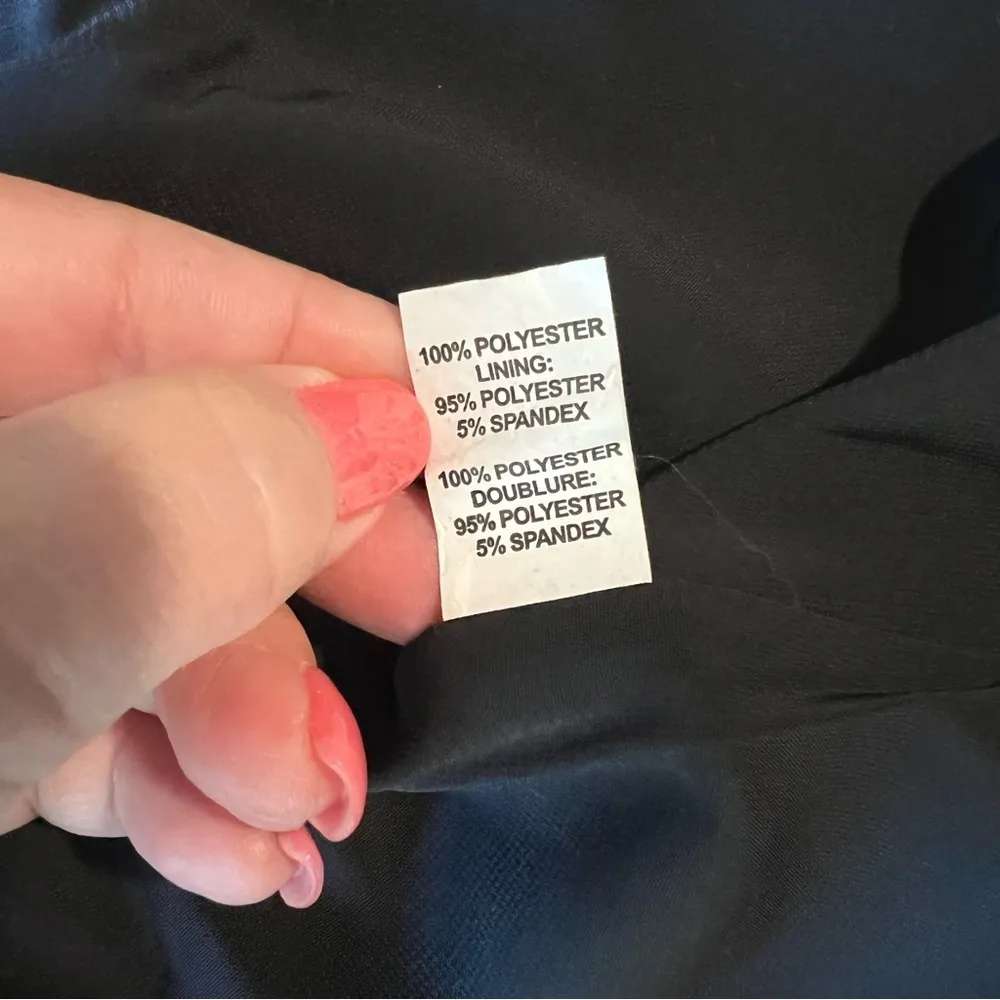 100% POLYESTER
LINING:
95% POLYESTER
5% SPANDEX
100% POLYESTER
DOUBLURE:
95% POLYESTER
5% SPANDEX